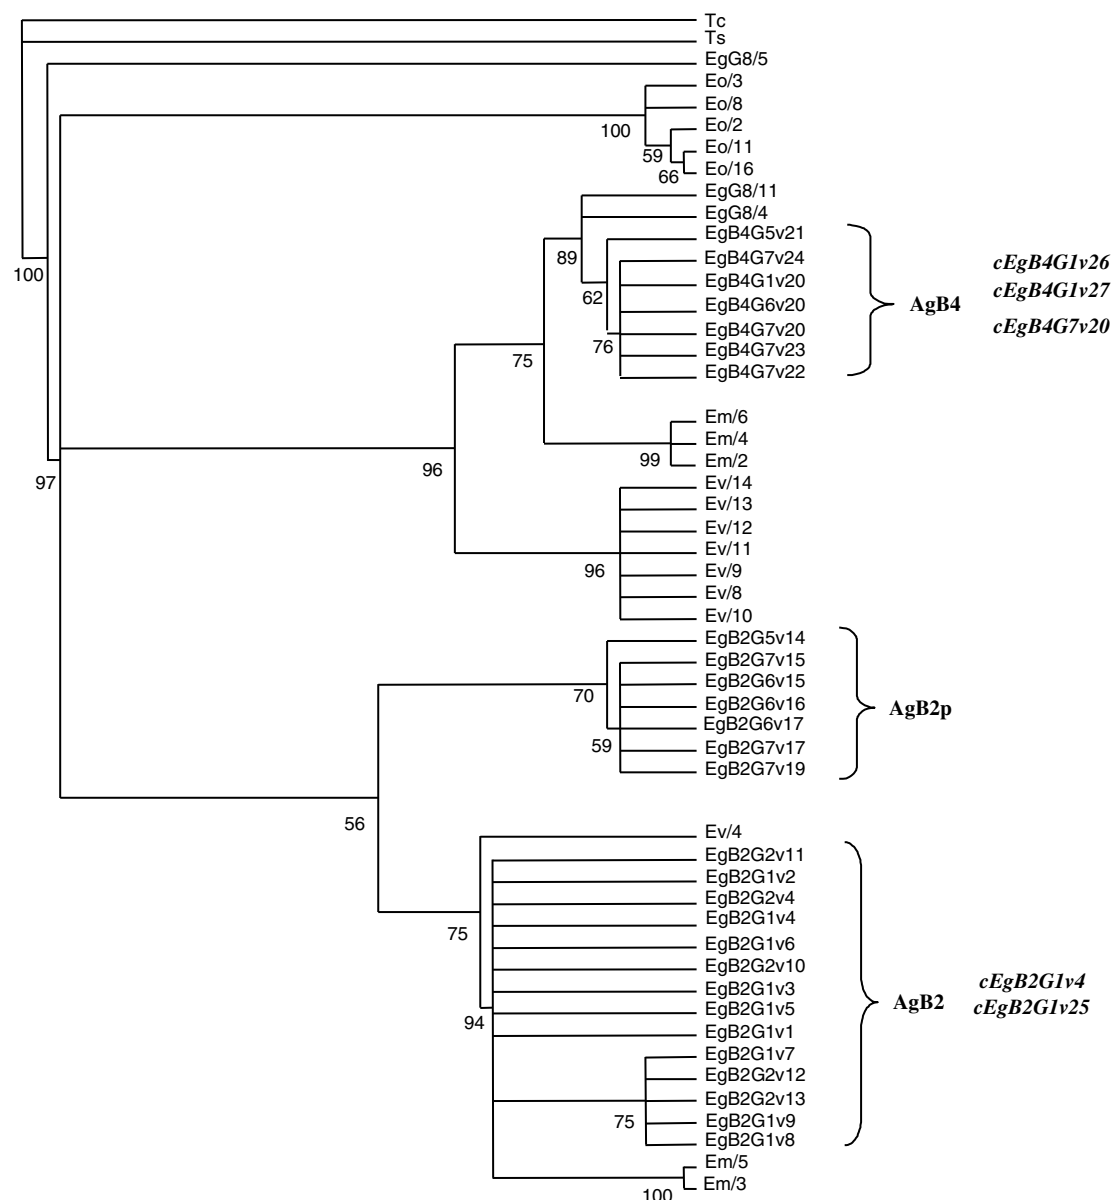 Tc
Ts
EgG8/5
Eo/3
Eo/8
100
Eo/2
59
Eo/11
66
Eo/16
EgG8/11
EgG8/4
EgB4G5v21
89
EgB4G7v24
cEgB4G1v26
100
EgB4G1v20
cEgB4G1v27
62
EgB4G6v20
AgB4
cEgB4G7v20
EgB4G7v20
76
EgB4G7v23
75
EgB4G7v22
Em/6
Em/4
99
Em/2
96
97
Ev/14
Ev/13
Ev/12
Ev/11
96
Ev/9
Ev/8
Ev/10
EgB2G5v14
EgB2G7v15
EgB2G6v15
70
EgB2G6v16
AgB2p
EgB2G6v17
59
EgB2G7v17
EgB2G7v19
56
Ev/4
EgB2G2v11
EgB2G1v2
EgB2G2v4
EgB2G1v4
75
EgB2G1v6
EgB2G2v10
cEgB2G1v4
EgB2G1v3
AgB2
cEgB2G1v25
EgB2G1v5
94
EgB2G1v1
EgB2G1v7
EgB2G2v12
EgB2G2v13
75
EgB2G1v9
EgB2G1v8
Em/5
Em/3
100